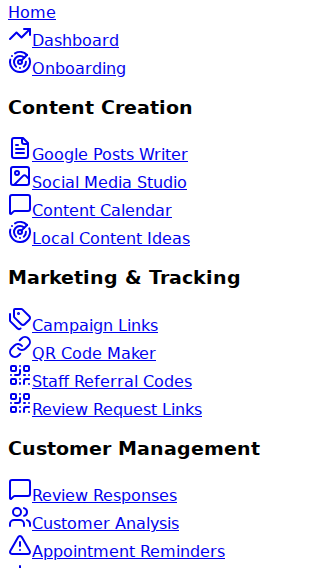 Home
Dashboard
Onboarding
Content Creation
Google Posts Writer
Social Media Studio
Content Calendar
Local Content Ideas
Marketing & Tracking
Campaign Links
QR Code Maker
Staff Referral Codes
Review Request Links
Customer Management
Review Responses
Customer Analysis
Appointment Reminders